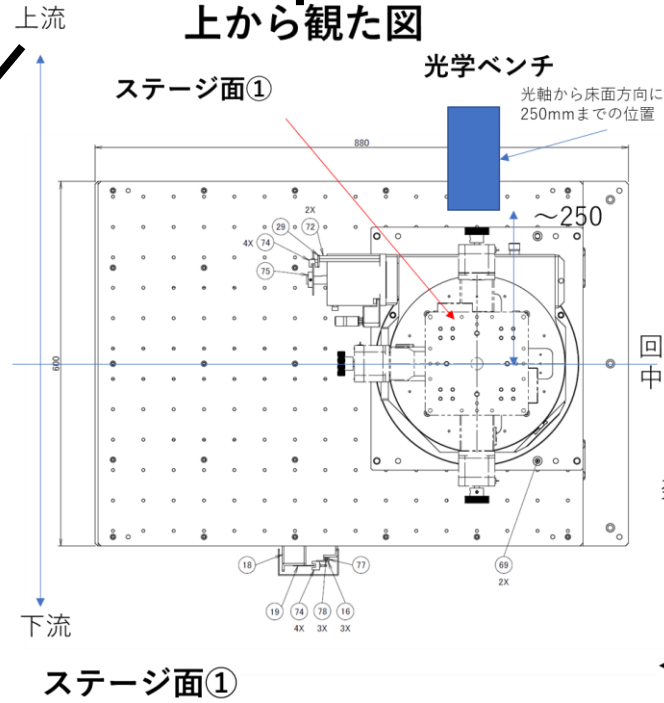 上流
上から観た図
光学ベンチ
ステージ面①
光軸から床面方向に
250mmまでの位置
880
2X
～250
29
72
4X
74
75
600
回
中
18
77
69
2X
19
74
78
16
4X
3X
3X
下流
ステージ面①